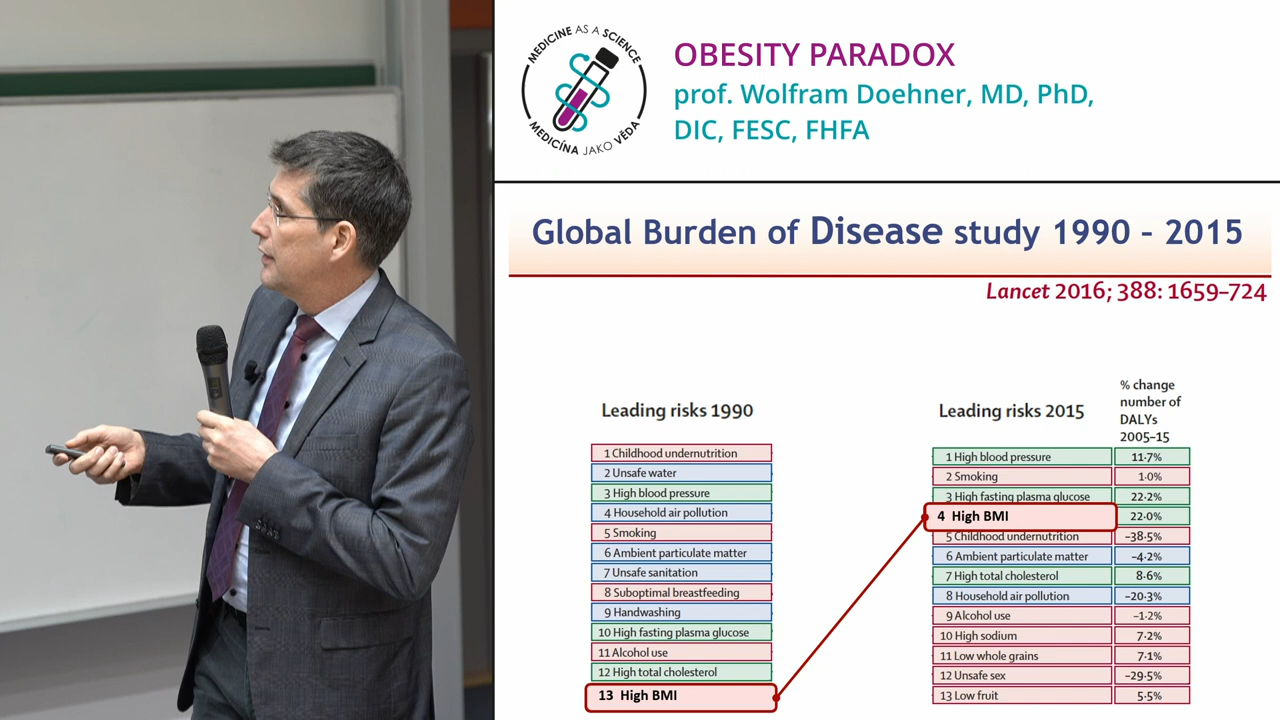 MEDICINE AS A SCIENCE
MEDICÍNA JAKO VĚDA
OBESITY PARADOX
prof. Wolfram Doehner, MD, PhD,
DIC, FESC, FHFA
Global Burden of Disease study 1990 - 2015
Lancet 2016; 388: 1659–724
Leading risks 1990
1 Childhood undernutrition
2 Unsafe water
3 High blood pressure
4 Household air pollution
5 Smoking
6 Ambient particulate matter
7 Unsafe sanitation
8 Suboptimal breastfeeding
9 Handwashing
10 High fasting plasma glucose
11 Alcohol use
12 High total cholesterol
13 High BMI
Leading risks 2015
% change
number of
DALYs
2005–15
1 High blood pressure 11·7%
2 Smoking 1·0%
3 High fasting plasma glucose 22·2%
4 High BMI 22·0%
5 Childhood undernutrition –38·5%
6 Ambient particulate matter –4·2%
7 High total cholesterol 8·6%
8 Household air pollution –20·3%
9 Alcohol use –1·2%
10 High sodium 7·2%
11 Low whole grains 7·1%
12 Unsafe sex –29·5%
13 Low fruit 5·5%